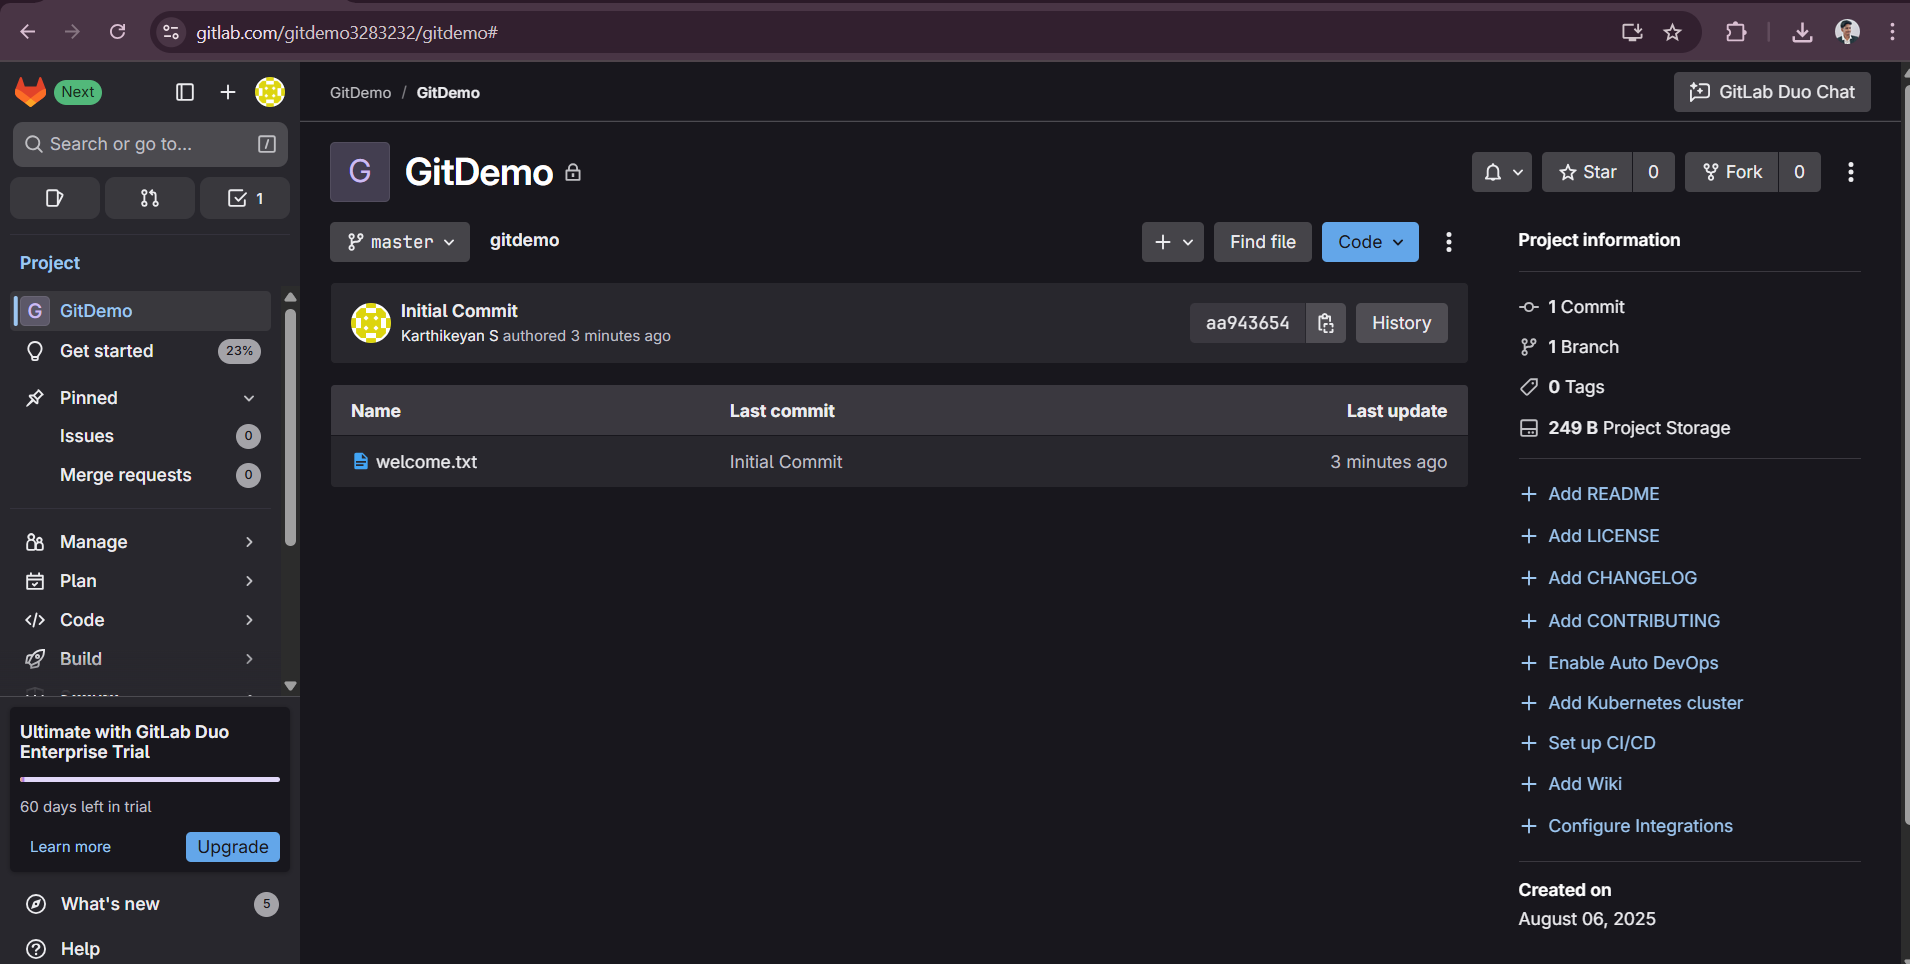 gitlab.com/gitdemo3283232/gitdemo#
Next
Search or go to...
/
1
Project
G GitDemo
Get started 23%
Pinned
Issues 0
Merge requests 0
Manage
Plan
Code
Build
Ultimate with GitLab Duo
Enterprise Trial
60 days left in trial
Learn more Upgrade
What's new 5
Help
GitDemo / GitDemo
GitLab Duo Chat
G GitDemo
Star 0 Fork 0
master gitdemo
Find file Code
Initial Commit
Karthikeyan S authored 3 minutes ago
aa943654 History
Name Last commit Last update
welcome.txt Initial Commit 3 minutes ago
Project information
1 Commit
1 Branch
0 Tags
249 B Project Storage
+ Add README
+ Add LICENSE
+ Add CHANGELOG
+ Add CONTRIBUTING
+ Enable Auto DevOps
+ Add Kubernetes cluster
+ Set up CI/CD
+ Add Wiki
+ Configure Integrations
Created on
August 06, 2025